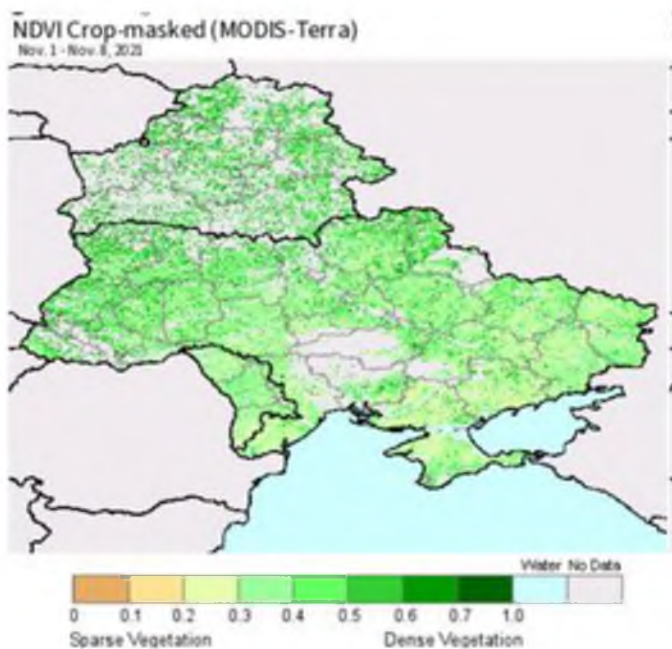 NDVI Crop-masked (MODIS-Terra)
Nov. 1 - Nov. 8, 2021
Water No Data
0 0.1 0.2 0.3 0.4 0.5 0.6 0.7 1.0
Sparse Vegetation Dense Vegetation